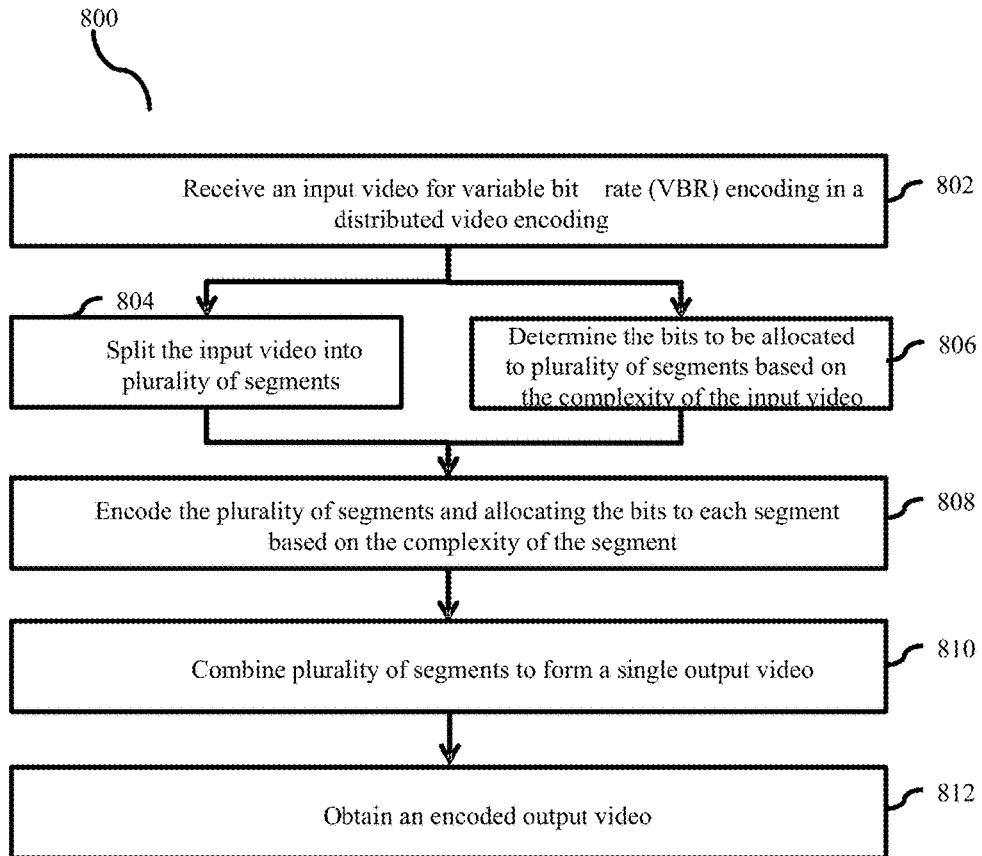 800
Receive an input video for variable bit rate (VBR) encoding in a
distributed video encoding
802
804
Split the input video into
plurality of segments
Determine the bits to be allocated
to plurality of segments based on
the complexity of the input video
806
Encode the plurality of segments and allocating the bits to each segment
based on the complexity of the segment
808
Combine plurality of segments to form a single output video
810
Obtain an encoded output video
812